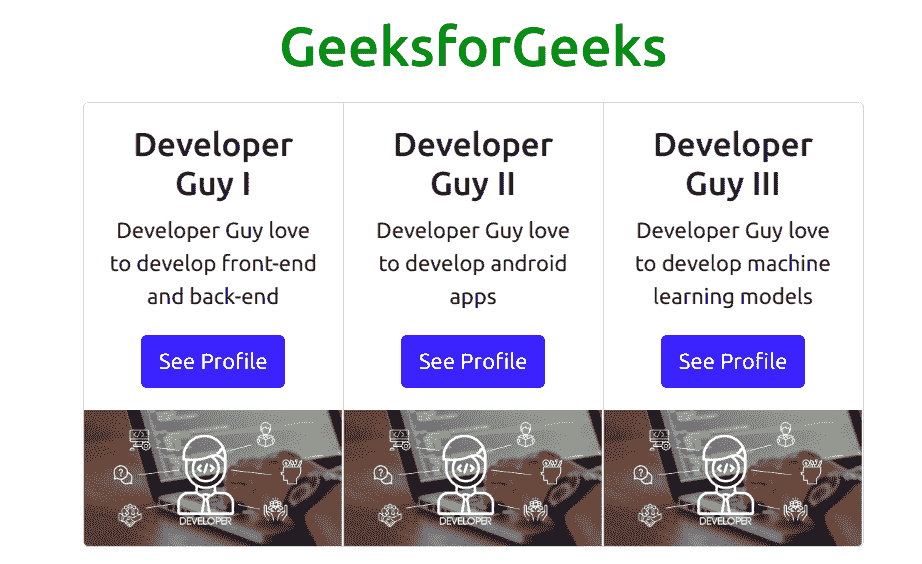 GeeksforGeeks
Developer
Guy I
Developer Guy love
to develop front-end
and back-end
See Profile
DEVELOPER
Developer
Guy II
Developer Guy love
to develop android
apps
See Profile
DEVELOPER
Developer
Guy III
Developer Guy love
to develop machine
learning models
See Profile
DEVELOPER